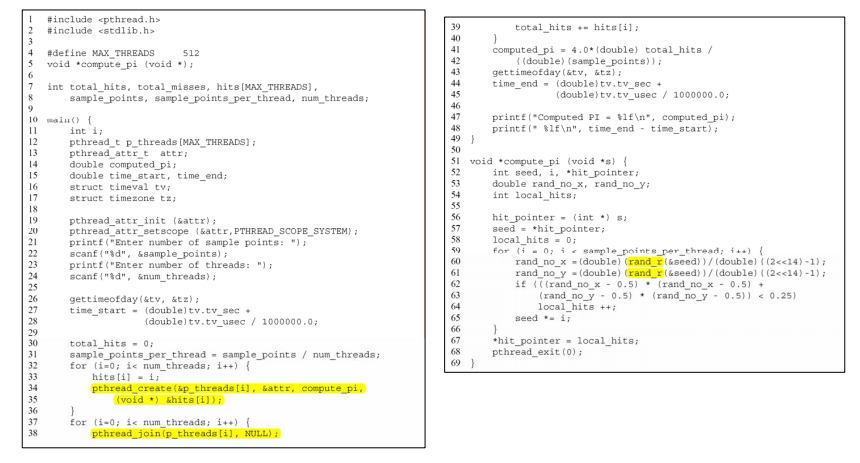 1 #include <pthread.h>
2 #include <stdlib.h>
3
4 #define MAX_THREADS 512
5 void *compute_pi (void *);
6
7 int total_hits, total_misses, hits[MAX_THREADS],
8 sample_points, sample_points_per_thread, num_threads;
9
10 main() {
11 int i;
12 pthread_t p_threads[MAX_THREADS];
13 pthread_attr_t attr;
14 double computed_pi;
15 double time_start, time_end;
16 struct timeval tv;
17 struct timezone tz;
18
19 pthread_attr_init (&attr);
20 pthread_attr_setscope (&attr,PTHREAD_SCOPE_SYSTEM);
21 printf("Enter number of sample points: ");
22 scanf("%d", &sample_points);
23 printf("Enter number of threads: ");
24 scanf("%d", &num_threads);
25
26 gettimeofday(&tv, &tz);
27 time_start = (double)tv.tv_sec +
28 (double)tv.tv_usec / 1000000.0;
29
30 total_hits = 0;
31 sample_points_per_thread = sample_points / num_threads;
32 for (i=0; i< num_threads; i++) {
33 hits[i] = i;
34 pthread_create(&p_threads[i], &attr, compute_pi,
35 (void *) &hits[i]);
36 }
37 for (i=0; i< num_threads; i++) {
38 pthread_join(p_threads[i], NULL);
39 total_hits += hits[i];
40 }
41 computed_pi = 4.0*(double) total_hits /
42 ((double)(sample_points));
43 gettimeofday(&tv, &tz);
44 time_end = (double)tv.tv_sec +
45 (double)tv.tv_usec / 1000000.0;
46
47 printf("Computed PI = %lf\n", computed_pi);
48 printf(" %lf\n", time_end - time_start);
49 }
50
51 void *compute_pi (void *s) {
52 int seed, i, *hit_pointer;
53 double rand_no_x, rand_no_y;
54 int local_hits;
55
56 hit_pointer = (int *) s;
57 seed = *hit_pointer;
58 local_hits = 0;
59 for (i = 0; i < sample_points_per_thread; i++) {
60 rand_no_x =(double)(rand_r(&seed))/(double)((2<<14)-1);
61 rand_no_y =(double)(rand_r(&seed))/(double)((2<<14)-1);
62 if (((rand_no_x - 0.5) * (rand_no_x - 0.5) +
63 (rand_no_y - 0.5) * (rand_no_y - 0.5)) < 0.25)
64 local_hits ++;
65 seed *= i;
66 }
67 *hit_pointer = local_hits;
68 pthread_exit(0);
69 }